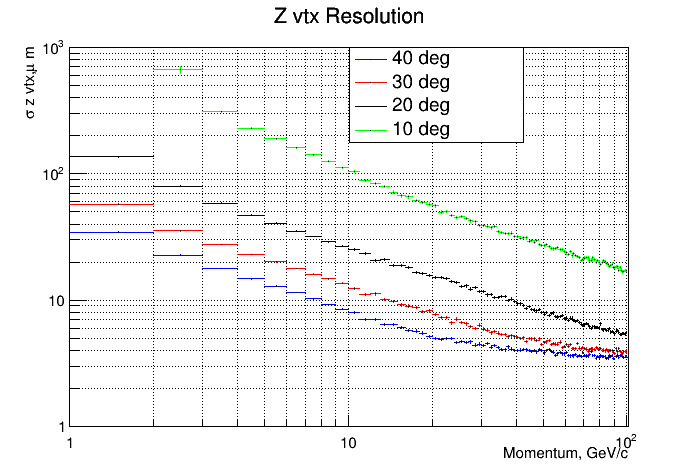 Z vtx Resolution
σ z vtx,μ m
10³
10²
10
1
40 deg
30 deg
20 deg
10 deg
1
10
10²
Momentum, GeV/c